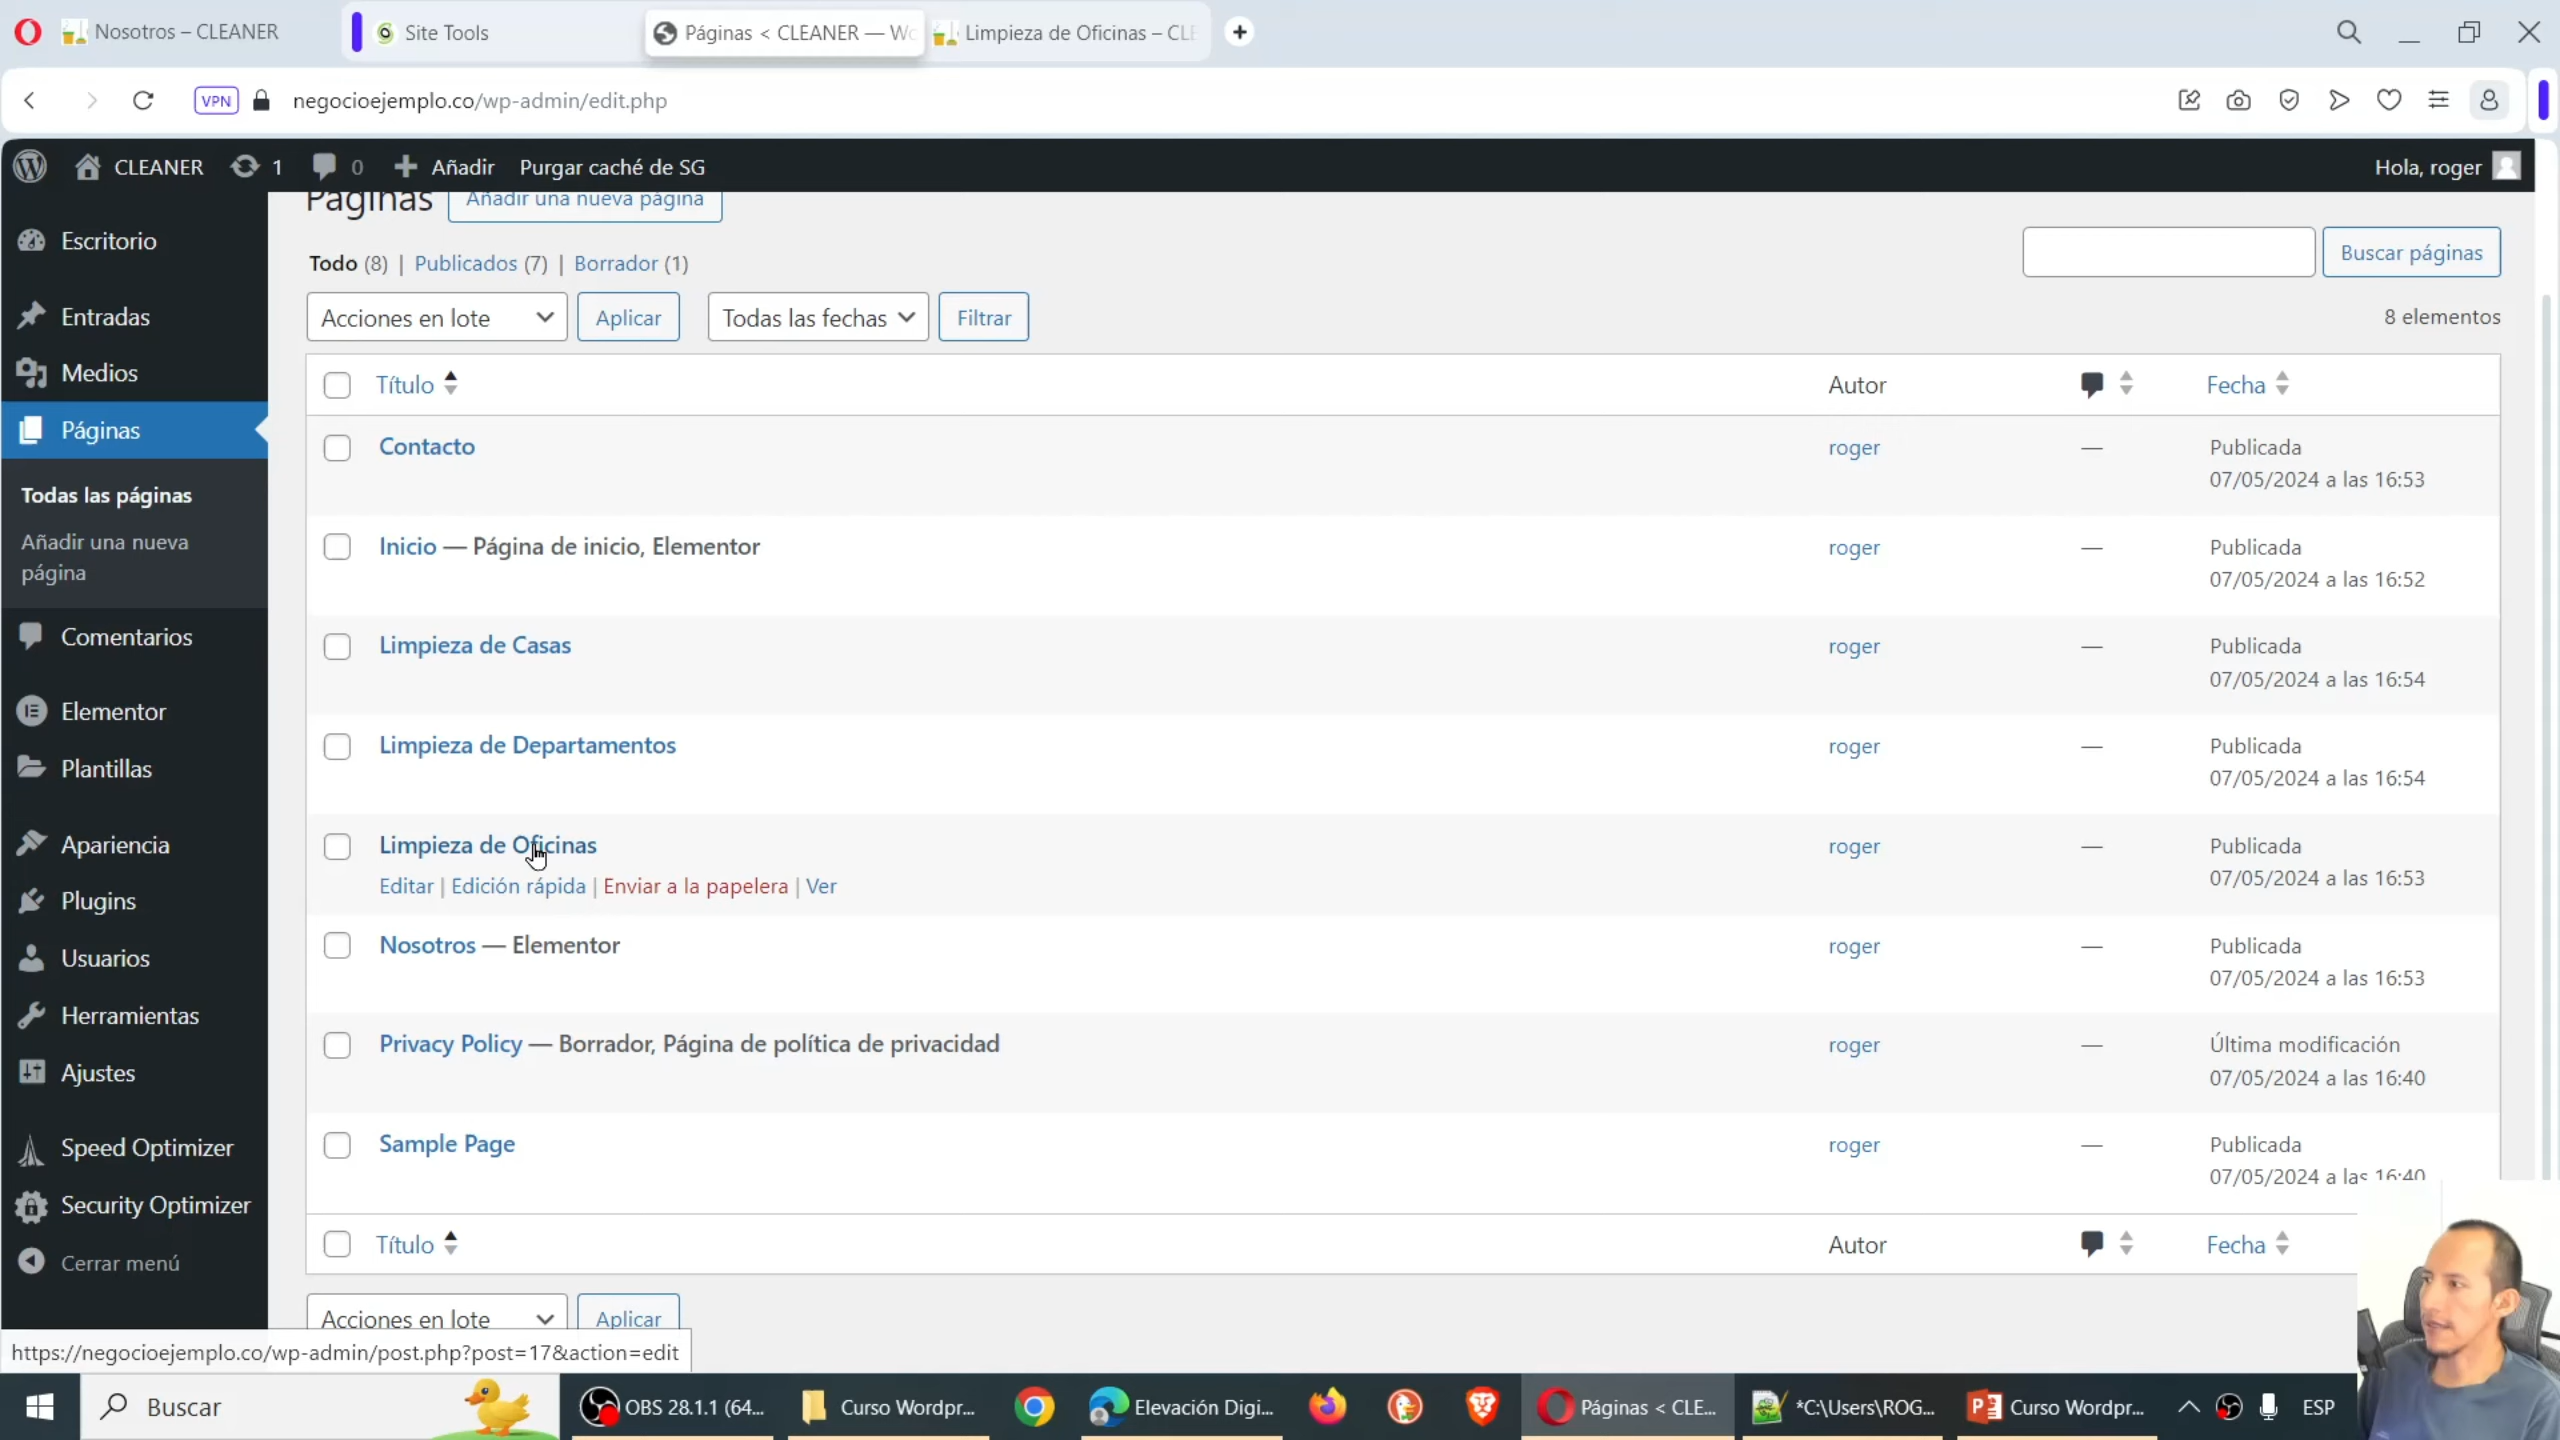 Nosotros – CLEANER
Site Tools
Páginas < CLEANER — Wo
Limpieza de Oficinas – CLE
VPN
negocioejemplo.co/wp-admin/edit.php
CLEANER
1
0
Añadir
Purgar caché de SG
Hola, roger
Páginas
Añadir una nueva página
Escritorio
Entradas
Medios
Páginas
Todas las páginas
Añadir una nueva
página
Comentarios
Elementor
Plantillas
Apariencia
Plugins
Usuarios
Herramientas
Ajustes
Speed Optimizer
Security Optimizer
Cerrar menú
Todo (8) | Publicados (7) | Borrador (1)
Buscar páginas
Acciones en lote
Aplicar
Todas las fechas
Filtrar
8 elementos
Título
Autor
Fecha
Contacto
roger
—
Publicada
07/05/2024 a las 16:53
Inicio — Página de inicio, Elementor
roger
—
Publicada
07/05/2024 a las 16:52
Limpieza de Casas
roger
—
Publicada
07/05/2024 a las 16:54
Limpieza de Departamentos
roger
—
Publicada
07/05/2024 a las 16:54
Limpieza de Oficinas
Editar | Edición rápida | Enviar a la papelera | Ver
roger
—
Publicada
07/05/2024 a las 16:53
Nosotros — Elementor
roger
—
Publicada
07/05/2024 a las 16:53
Privacy Policy — Borrador, Página de política de privacidad
roger
—
Última modificación
07/05/2024 a las 16:40
Sample Page
roger
—
Publicada
07/05/2024 a las 16:40
Título
Autor
Fecha
Acciones en lote
Aplicar
https://negocioejemplo.co/wp-admin/post.php?post=17&action=edit
Buscar
OBS 28.1.1 (64...
Curso Wordpr...
Elevación Digi...
Páginas < CLE...
*C:\Users\ROG...
Curso Wordpr...
ESP